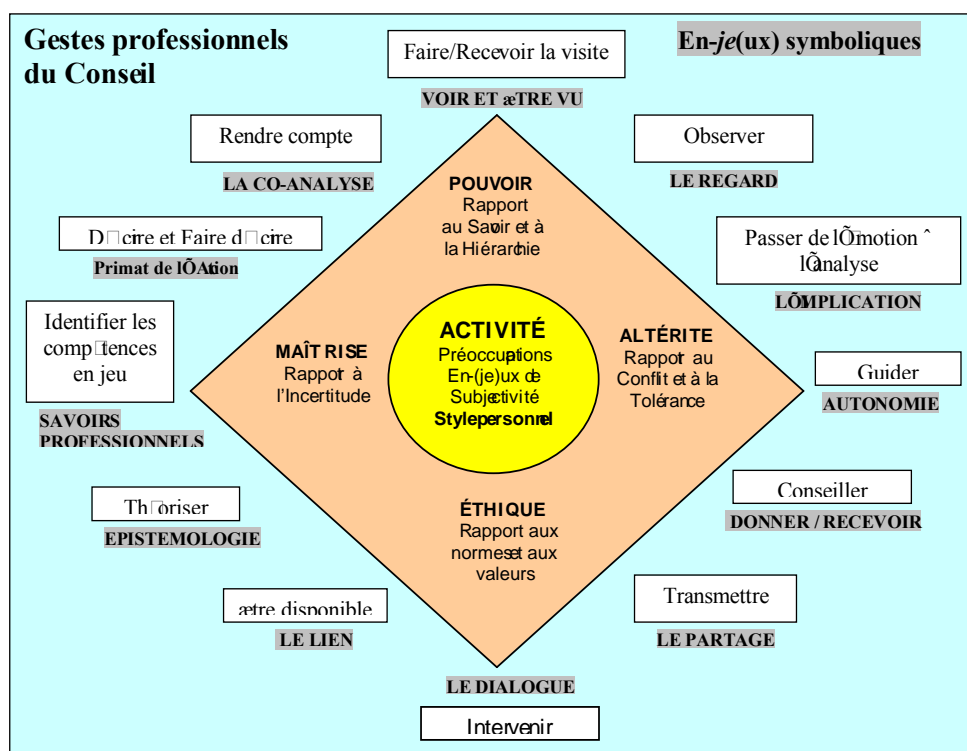 Gestes professionnels
du Conseil
En-je(ux) symboliques
Faire/Recevoir la visite
VOIR ET æTRE VU
Rendre compte
LA CO-ANALYSE
Observer
LE REGARD
D□cire et Faire d□cire
Primat de lÕAction
Passer de lÕ□motion ˆ
lÕanalyse
LÕIMPLICATION
Identifier les
comp□tences
en jeu
SAVOIRS
PROFESSIONNELS
Guider
AUTONOMIE
Th□oriser
EPISTEMOLOGIE
Conseiller
DONNER / RECEVOIR
ætre disponible
LE LIEN
Transmettre
LE PARTAGE
LE DIALOGUE
Intervenir
POUVOIR
Rapport
au Savoir et à
la Hiérarchie
MAÎTRISE
Rapport à
l'Incertitude
ACTIVITÉ
Préoccupations
En-(je)ux de
Subjectivité
Style personnel
ALTÉRITE
Rapport au
Conflit et à la
Tolérance
ÉTHIQUE
Rapport aux
normes et aux
valeurs